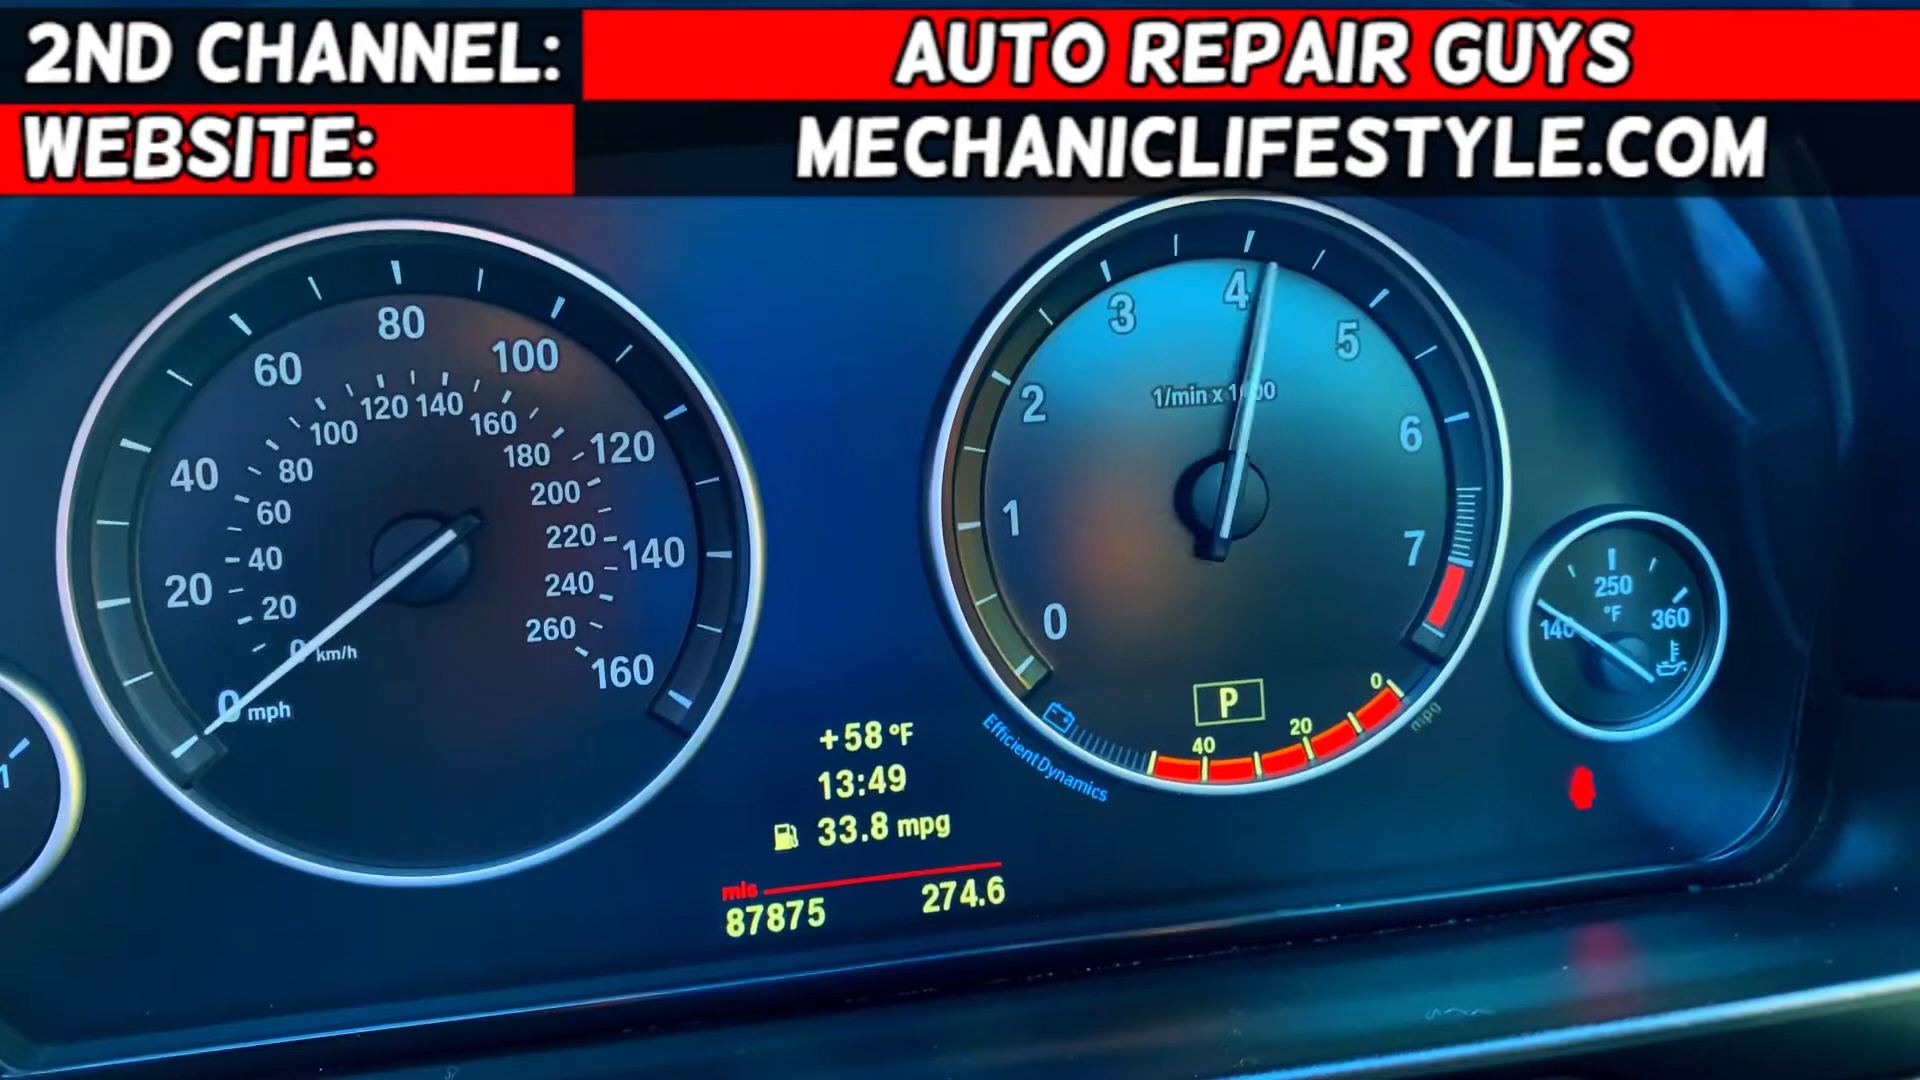 2ND CHANNEL: AUTO REPAIR GUYS
WEBSITE: MECHANICLIFESTYLE.COM
0 20 40 60 80 100 120 140 160
mph
0 20 40 60 80 100 120 140 160 180 200 220 240 260
km/h
0 1 2 3 4 5 6 7
P
40 20 0
mpg
EfficientDynamics
140 250 360
°F
1
+58 °F
13:49
33.8 mpg
mls
87875 274.6